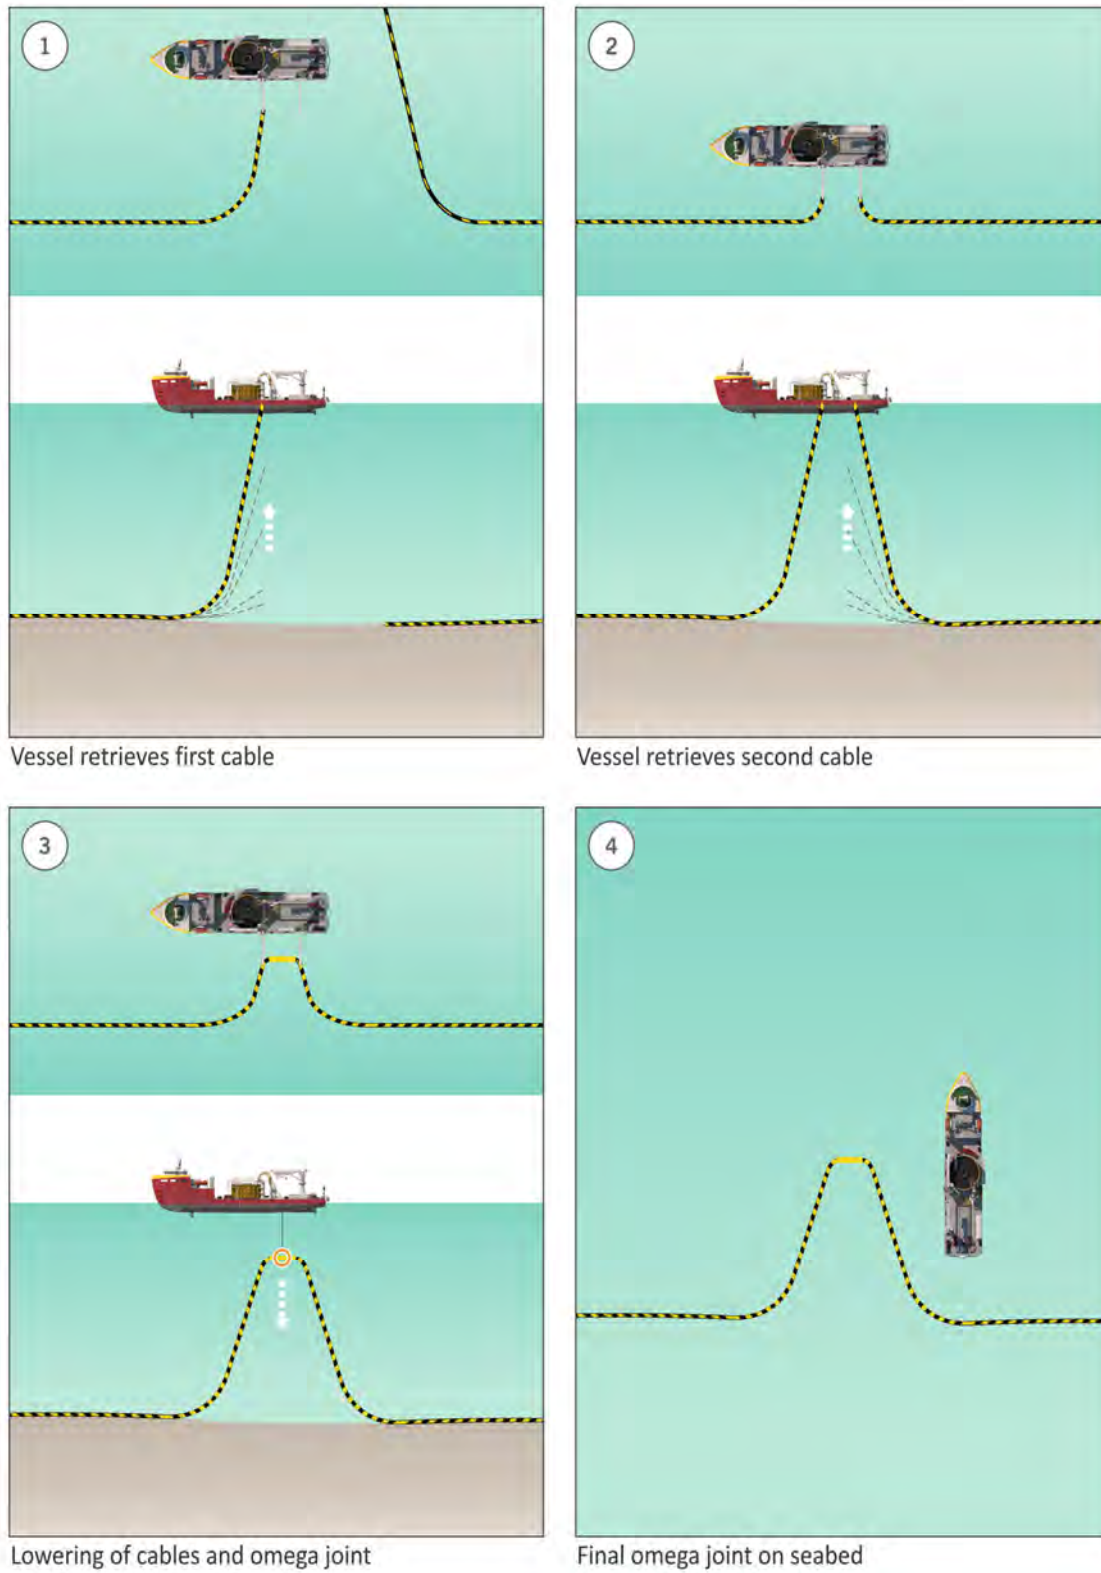 1
2
Vessel retrieves first cable
Vessel retrieves second cable
3
4
Lowering of cables and omega joint
Final omega joint on seabed